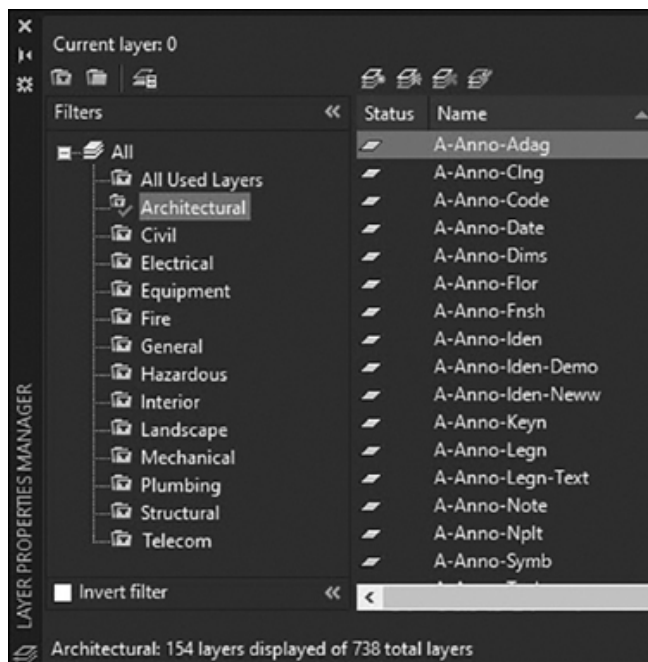 Current layer: 0
Filters
All
All Used Layers
Architectural
Civil
Electrical
Equipment
Fire
General
Hazardous
Interior
Landscape
Mechanical
Plumbing
Structural
Telecom
Invert filter
Status Name
A-Anno-Adag
A-Anno-Clng
A-Anno-Code
A-Anno-Date
A-Anno-Dims
A-Anno-Flor
A-Anno-Fnsh
A-Anno-Iden
A-Anno-Iden-Demo
A-Anno-Iden-Neww
A-Anno-Keyn
A-Anno-Legn
A-Anno-Legn-Text
A-Anno-Note
A-Anno-Nplt
A-Anno-Symb
LAYER PROPERTIES MANAGER
Architectural: 154 layers displayed of 738 total layers